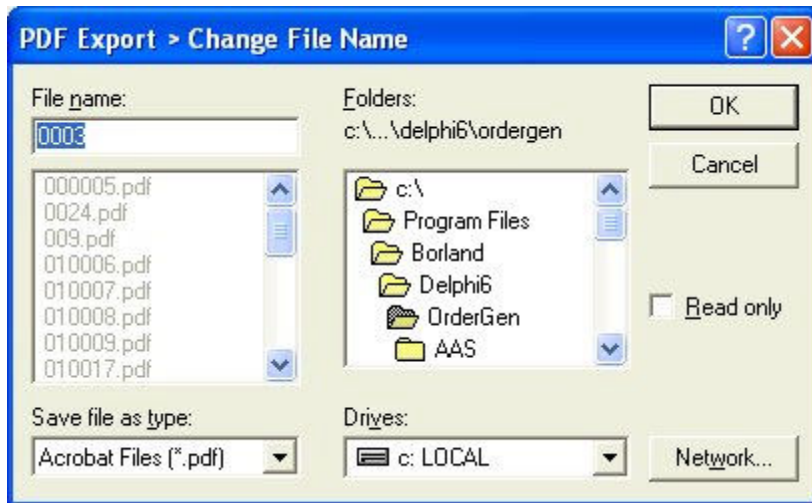 PDF Export > Change File Name
File name:
0003
000005.pdf
0024.pdf
009.pdf
010006.pdf
010007.pdf
010008.pdf
010009.pdf
010017.pdf
Save file as type:
Acrobat Files (*.pdf)
Folders:
c:\...\delphi6\ordergen
c:\
Program Files
Borland
Delphi6
OrderGen
AAS
Drives:
c: LOCAL
OK
Cancel
Read only
Network...